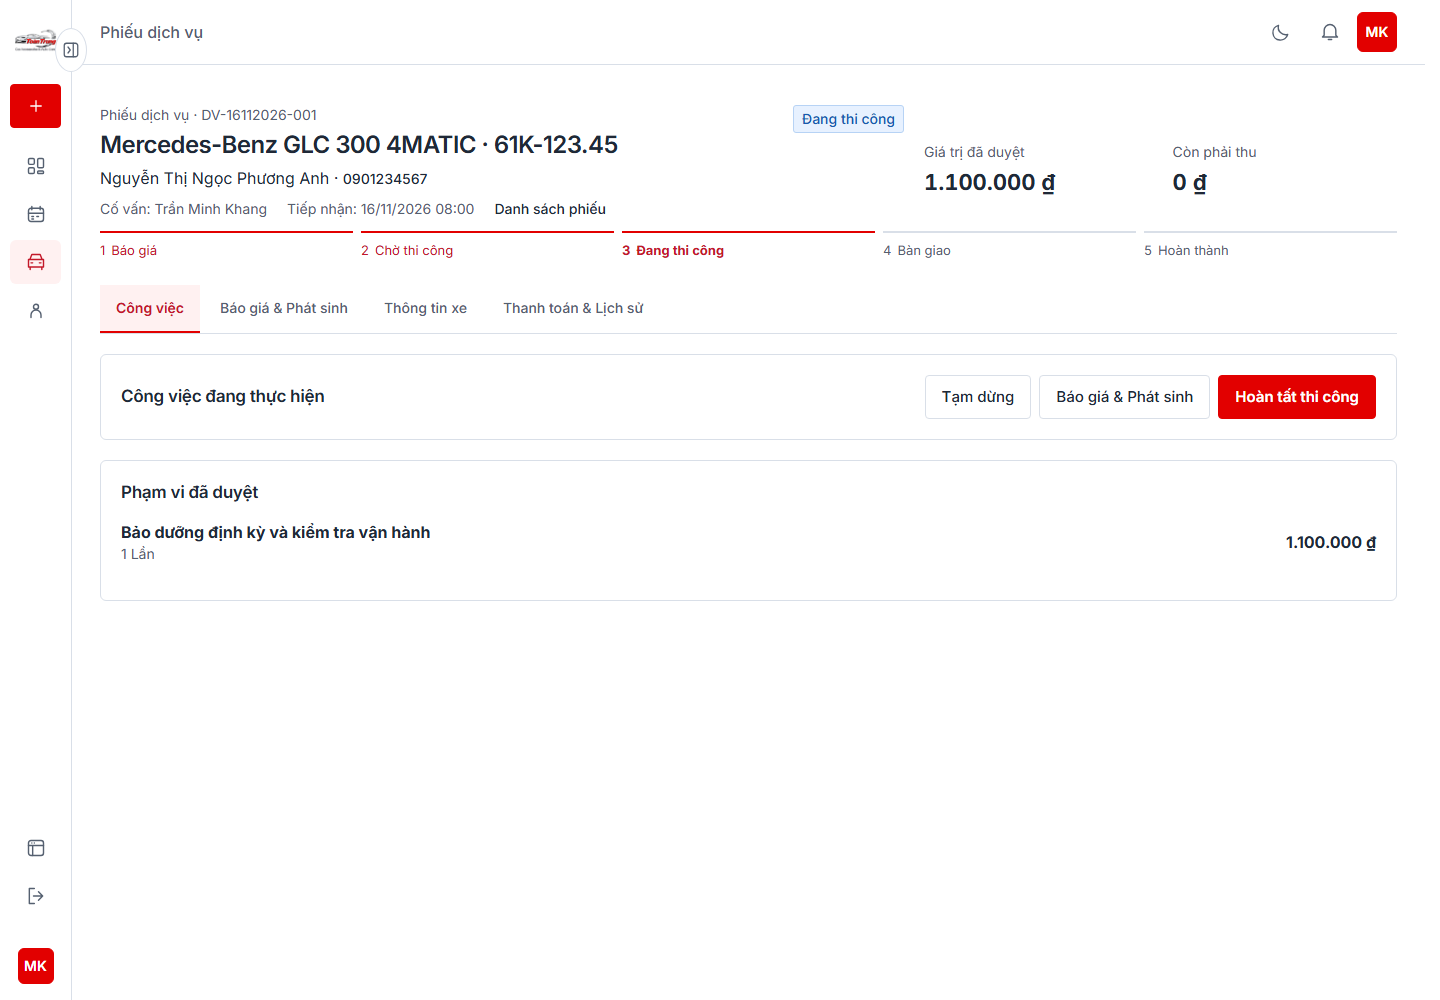 Phiếu dịch vụ
MK
Phiếu dịch vụ · DV-16112026-001
Đang thi công
Mercedes-Benz GLC 300 4MATIC · 61K-123.45
Giá trị đã duyệt
Còn phải thu
Nguyễn Thị Ngọc Phương Anh · 0901234567
1.100.000 ₫
0 ₫
Cố vấn: Trần Minh Khang
Tiếp nhận: 16/11/2026 08:00
Danh sách phiếu
1 Báo giá
2 Chờ thi công
3 Đang thi công
4 Bàn giao
5 Hoàn thành
Công việc
Báo giá & Phát sinh
Thông tin xe
Thanh toán & Lịch sử
Công việc đang thực hiện
Tạm dừng
Báo giá & Phát sinh
Hoàn tất thi công
Phạm vi đã duyệt
Bảo dưỡng định kỳ và kiểm tra vận hành
1 Lần
1.100.000 ₫
MK